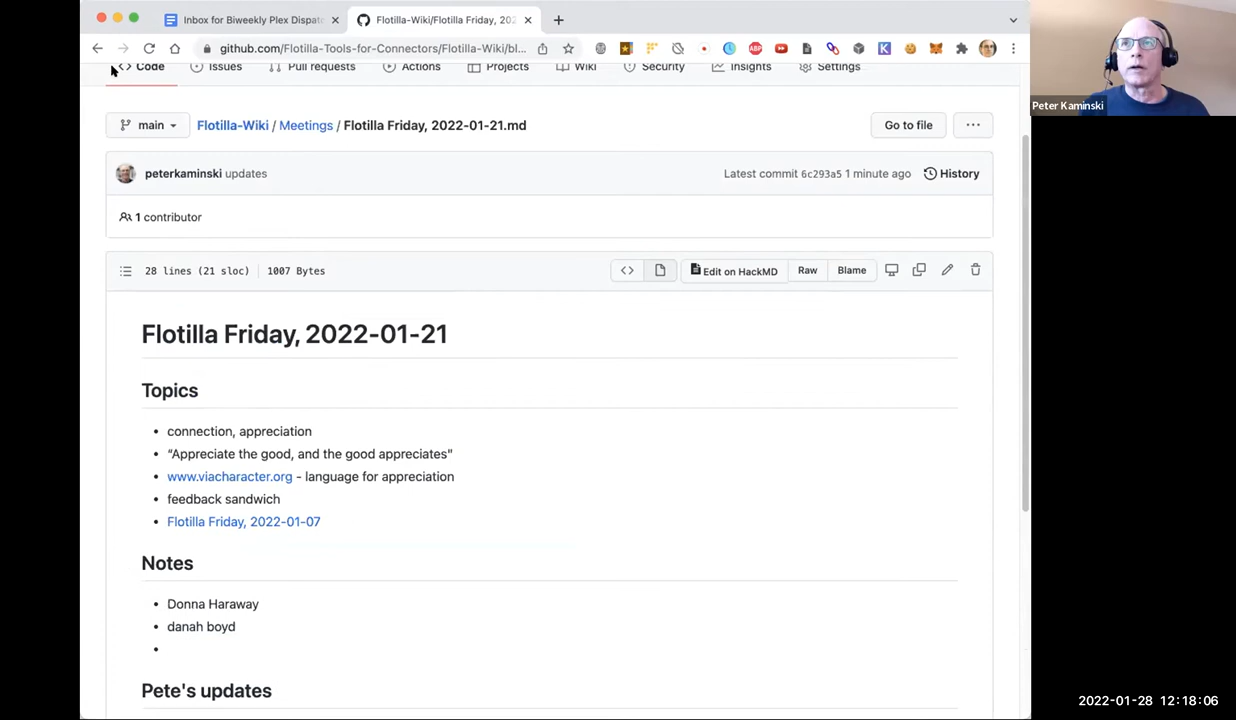 Inbox for Biweekly Plex Dispat
Flotilla-Wiki/Flotilla Friday, 202
github.com/Flotilla-Tools-for-Connectors/Flotilla-Wiki/bl...
Code Issues Pull requests Actions Projects Wiki Security Insights Settings
main
Flotilla-Wiki / Meetings / Flotilla Friday, 2022-01-21.md
Go to file
peterkaminski updates
Latest commit 6c293a5 1 minute ago
History
1 contributor
28 lines (21 sloc) 1007 Bytes
Edit on HackMD
Raw
Blame
Flotilla Friday, 2022-01-21
Topics
• connection, appreciation
• “Appreciate the good, and the good appreciates“
• www.viacharacter.org - language for appreciation
• feedback sandwich
• Flotilla Friday, 2022-01-07
Notes
• Donna Haraway
• danah boyd
•
Pete's updates
Peter Kaminski
2022-01-28 12:18:06